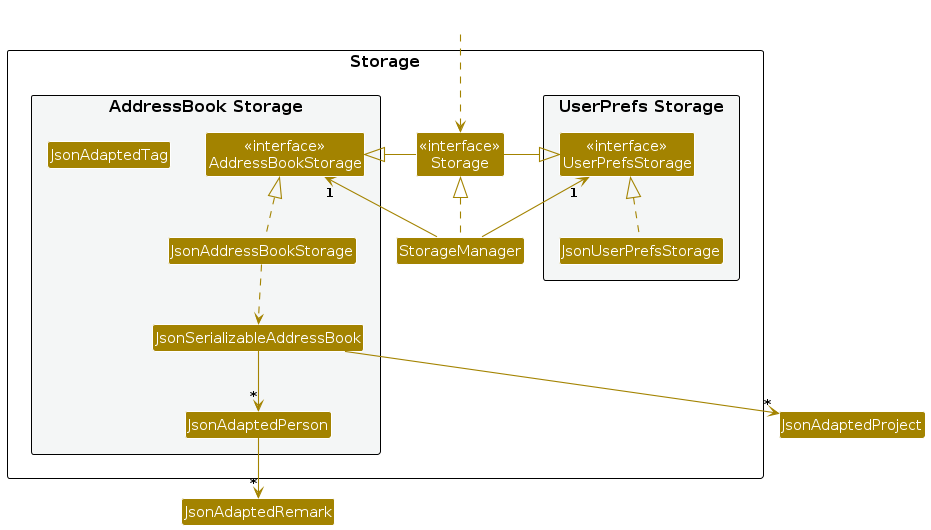 Storage
AddressBook Storage
UserPrefs Storage
JsonAdaptedTag
«interface»
AddressBookStorage
«interface»
Storage
«interface»
UserPrefsStorage
1
1
JsonAddressBookStorage
StorageManager
JsonUserPrefsStorage
JsonSerializableAddressBook
*
*
JsonAdaptedPerson
JsonAdaptedProject
*
JsonAdaptedRemark